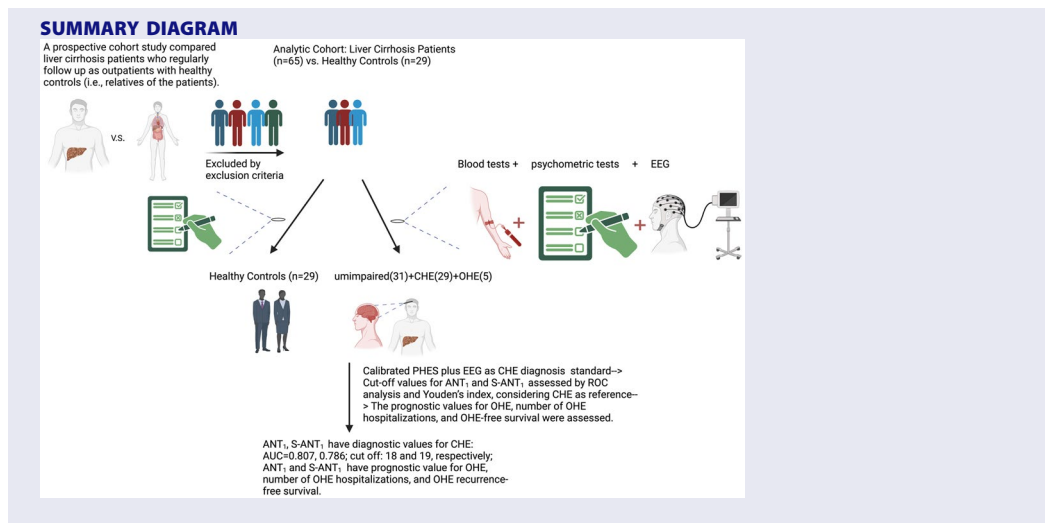 SUMMARY DIAGRAM
A prospective cohort study compared
liver cirrhosis patients who regularly
follow up as outpatients with healthy
controls (i.e., relatives of the patients).
Analytic Cohort: Liver Cirrhosis Patients
(n=65) vs. Healthy Controls (n=29)
v.s.
Excluded by
exclusion criteria
Blood tests + psychometric tests + EEG
+
+
Healthy Controls (n=29)
umimpaired(31)+CHE(29)+OHE(5)
Calibrated PHES plus EEG as CHE diagnosis standard-->
Cut-off values for ANT₁ and S-ANT₁ assessed by ROC
analysis and Youden's index, considering CHE as reference--
> The prognostic values for OHE, number of OHE
hospitalizations, and OHE-free survival were assessed.
ANT₁, S-ANT₁ have diagnostic values for CHE:
AUC=0.807, 0.786; cut off: 18 and 19, respectively;
ANT₁ and S-ANT₁ have prognostic value for OHE,
number of OHE hospitalizations, and OHE recurrence-
free survival.